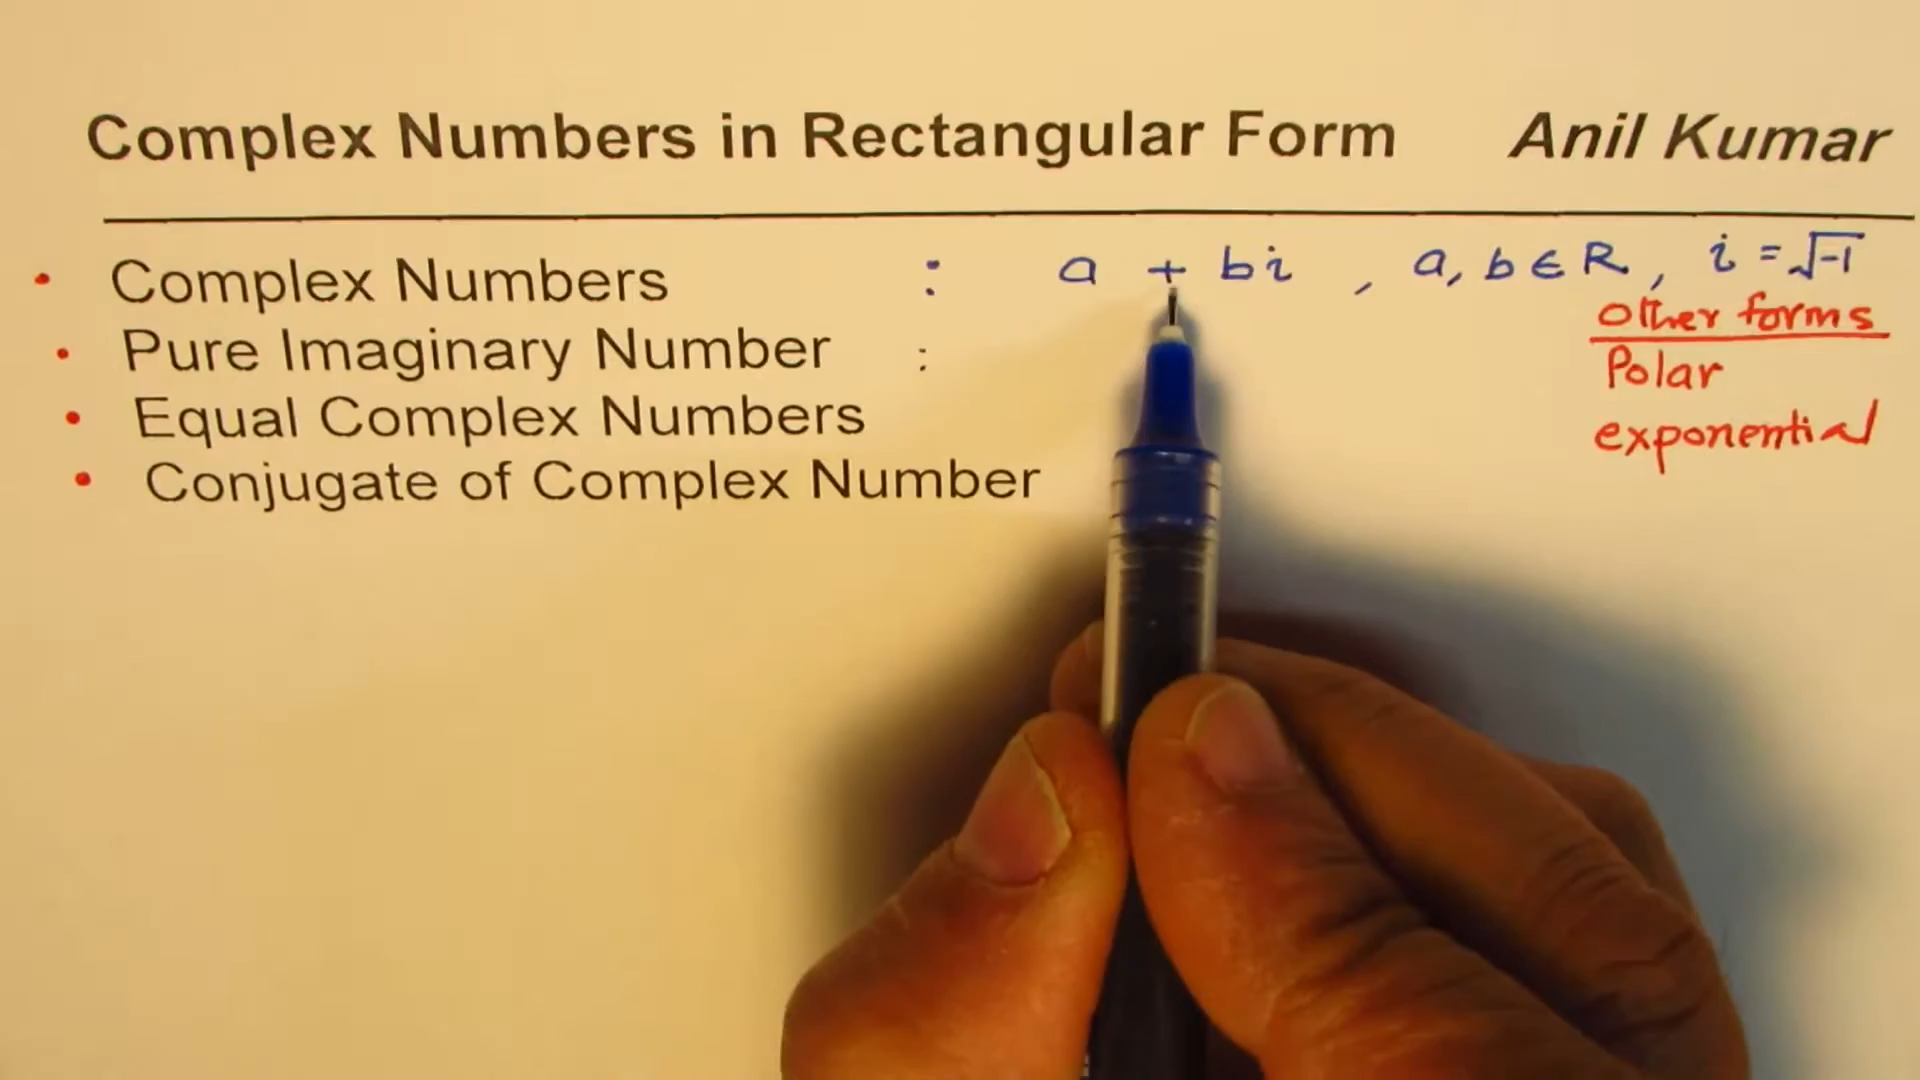 Complex Numbers in Rectangular Form Anil Kumar
• Complex Numbers : a + bi , a, b ∈ R , i = √-1
• Pure Imaginary Number :
• Equal Complex Numbers
• Conjugate of Complex Number
Other forms
Polar
exponential